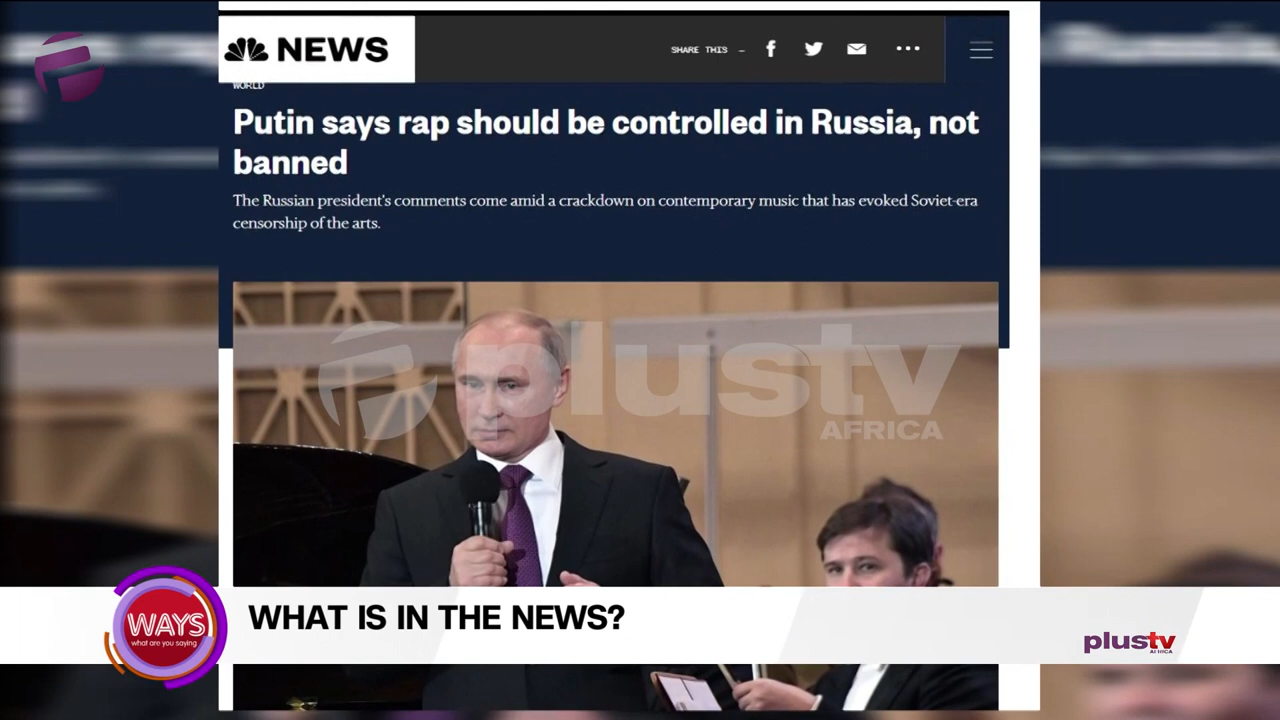 NEWS
SHARE THIS –
WORLD
Putin says rap should be controlled in Russia, not
banned
The Russian president's comments come amid a crackdown on contemporary music that has evoked Soviet-era
censorship of the arts.
plustv
AFRICA
WAYS
what are you saying
WHAT IS IN THE NEWS?
plustv
AFRICA